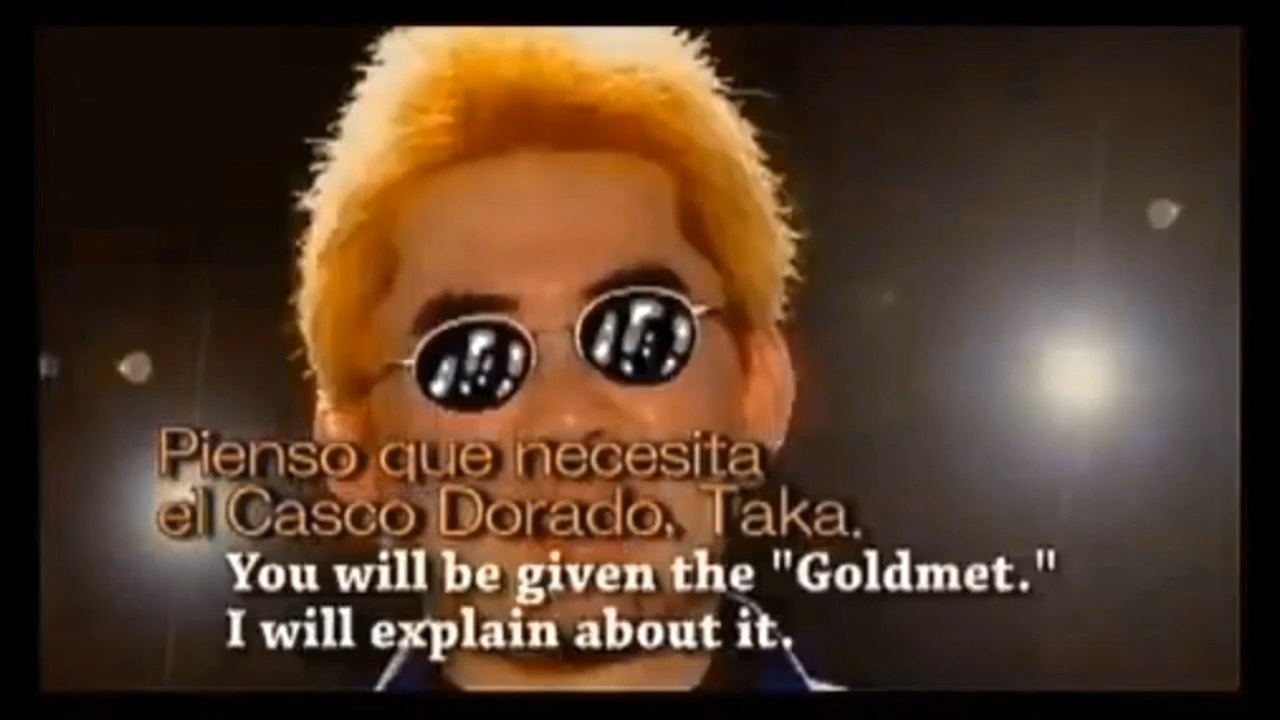 Pienso que necesita
el Casco Dorado, Taka.
You will be given the "Goldmet."
I will explain about it.